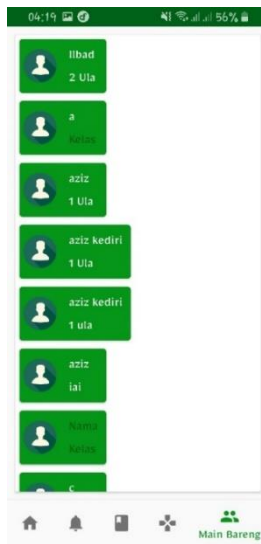 04:19
56%
Ilbad
2 Ula
a
Kelas
aziz
1 Ula
aziz kediri
1 Ula
aziz kediri
1 ula
aziz
iai
Nama
Kelas
c
Main Bareng